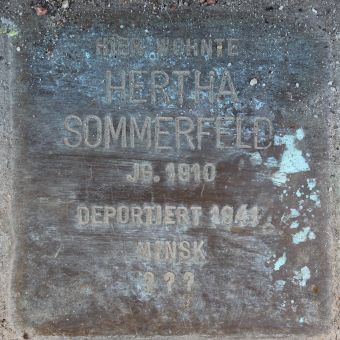 HIER WOHNTE
HERTHA
SOMMERFELD
JG. 1910
DEPORTIERT 1941
MINSK
? ? ?